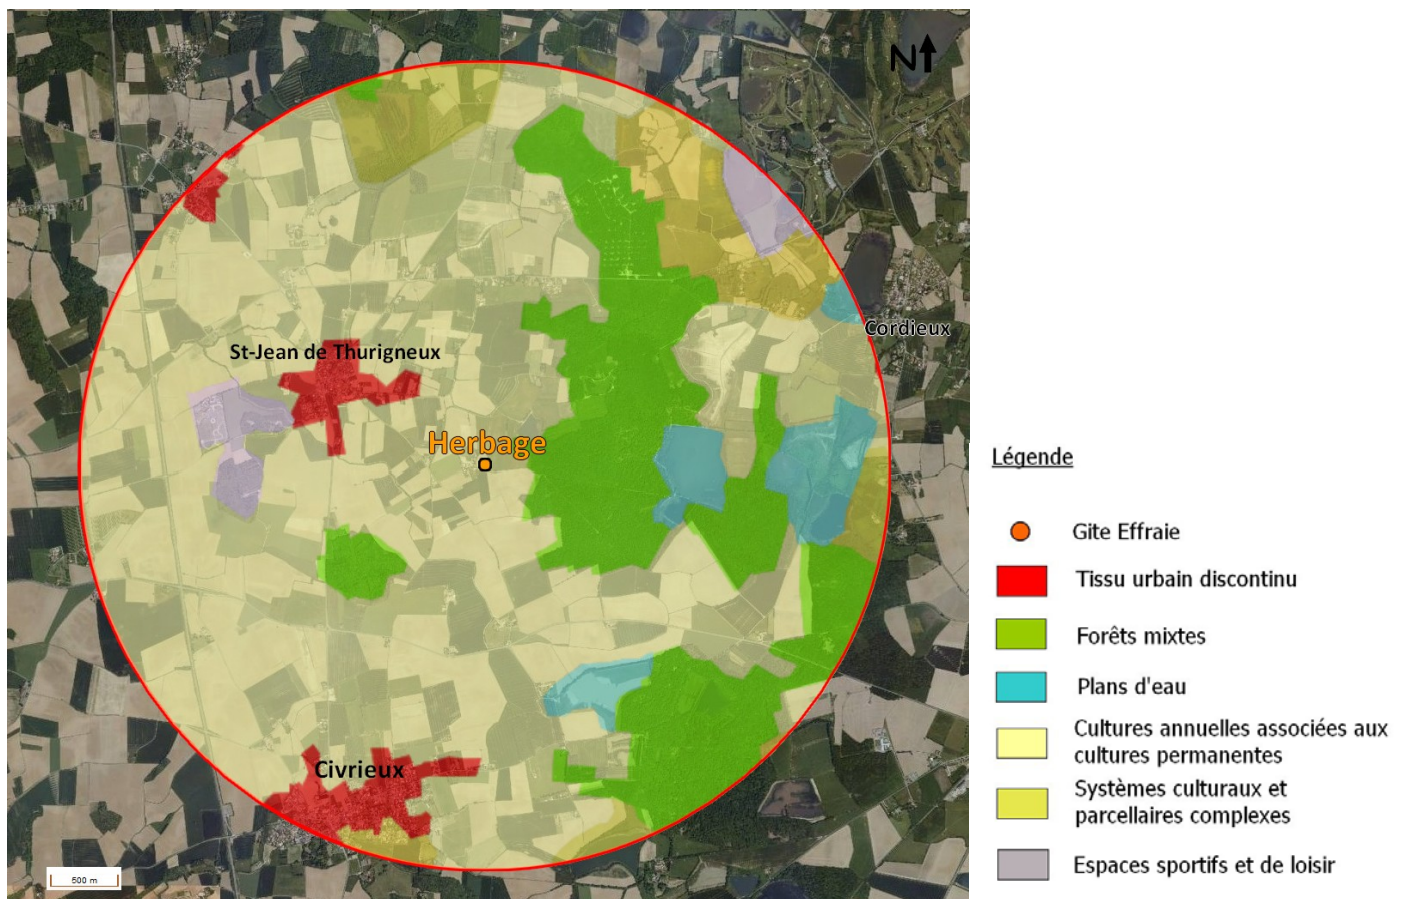 N
Cordieux
St-Jean de Thurigneux
Herbage
Civrieux
500 m
Légende
Gite Effraie
Tissu urbain discontinu
Forêts mixtes
Plans d'eau
Cultures annuelles associées aux
cultures permanentes
Systèmes culturaux et
parcellaires complexes
Espaces sportifs et de loisir